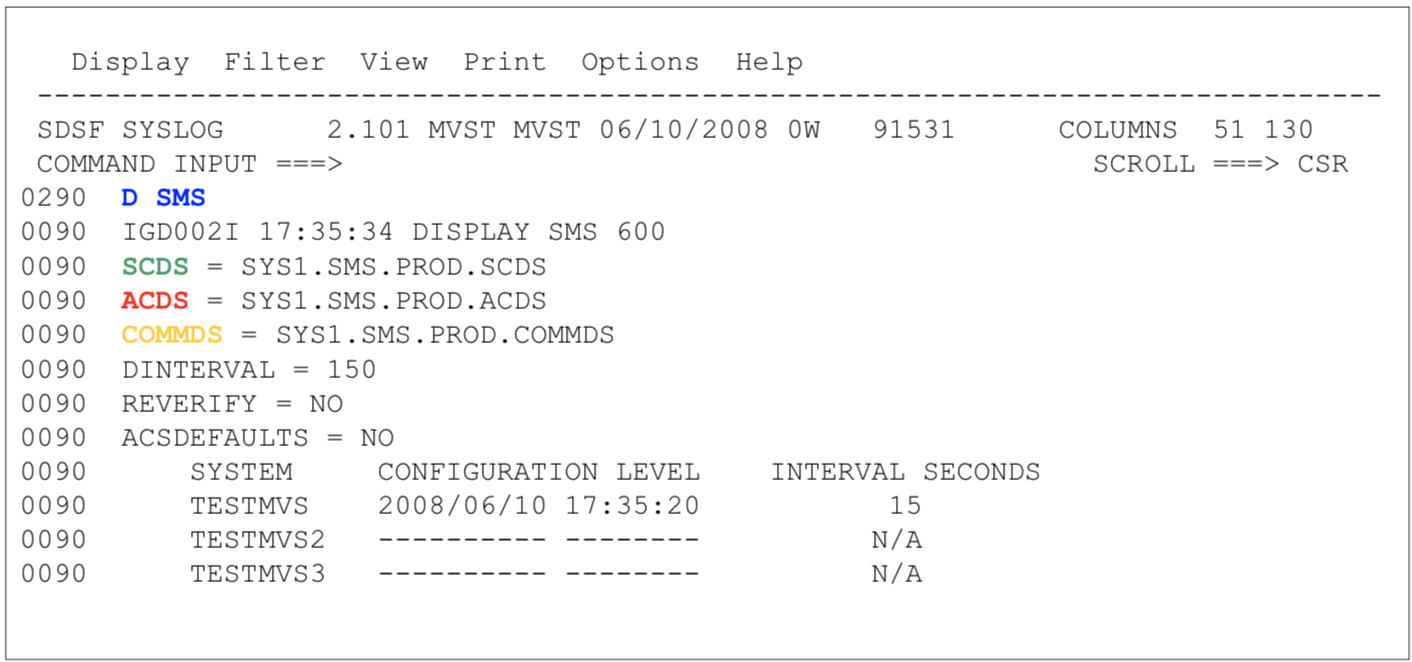 Display Filter View Print Options Help
--------------------------------------------------------------------------------
SDSF SYSLOG 2.101 MVST MVST 06/10/2008 0W 91531 COLUMNS 51 130
COMMAND INPUT ===> SCROLL ===> CSR
0290 D SMS
0090 IGD002I 17:35:34 DISPLAY SMS 600
0090 SCDS = SYS1.SMS.PROD.SCDS
0090 ACDS = SYS1.SMS.PROD.ACDS
0090 COMMDS = SYS1.SMS.PROD.COMMDS
0090 DINTERVAL = 150
0090 REVERIFY = NO
0090 ACSDEFAULTS = NO
0090 SYSTEM CONFIGURATION LEVEL INTERVAL SECONDS
0090 TESTMVS 2008/06/10 17:35:20 15
0090 TESTMVS2 ---------- -------- N/A
0090 TESTMVS3 ---------- -------- N/A